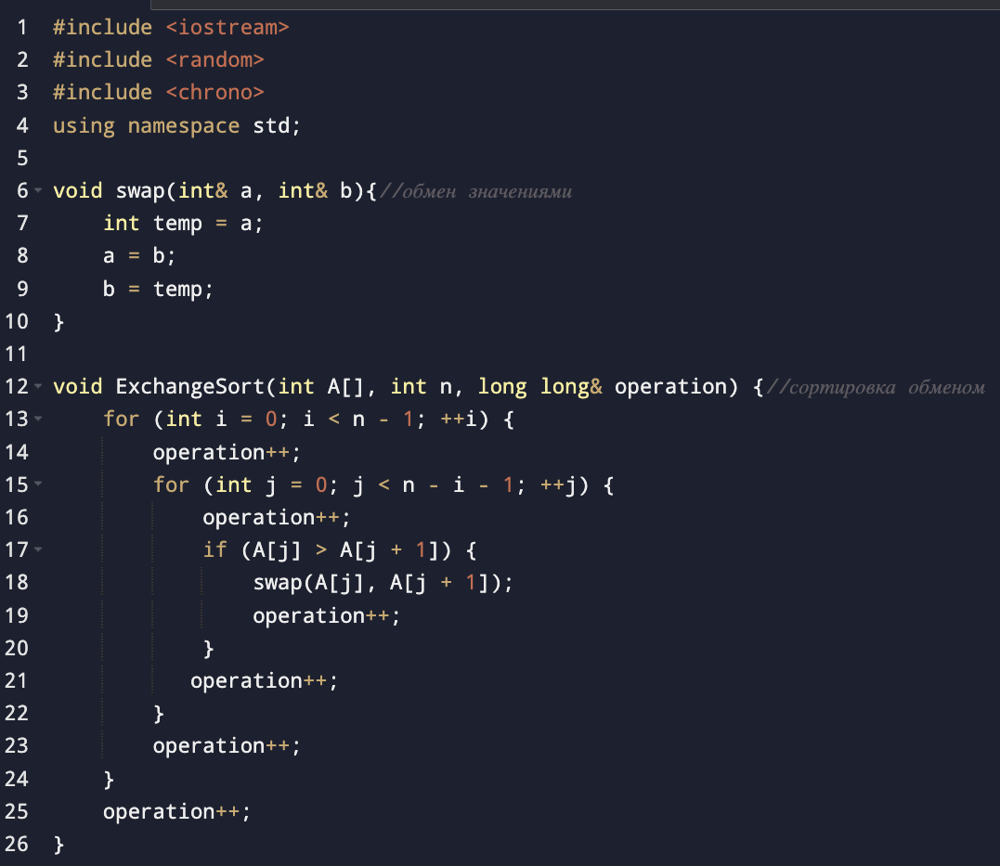 1 #include <iostream>
2 #include <random>
3 #include <chrono>
4 using namespace std;
5
6 void swap(int& a, int& b){//обмен значениями
7     int temp = a;
8     a = b;
9     b = temp;
10 }
11
12 void ExchangeSort(int A[], int n, long long& operation) {//сортировка обменом
13     for (int i = 0; i < n - 1; ++i) {
14         operation++;
15         for (int j = 0; j < n - i - 1; ++j) {
16             operation++;
17             if (A[j] > A[j + 1]) {
18                 swap(A[j], A[j + 1]);
19                 operation++;
20             }
21            operation++;
22         }
23         operation++;
24     }
25     operation++;
26 }